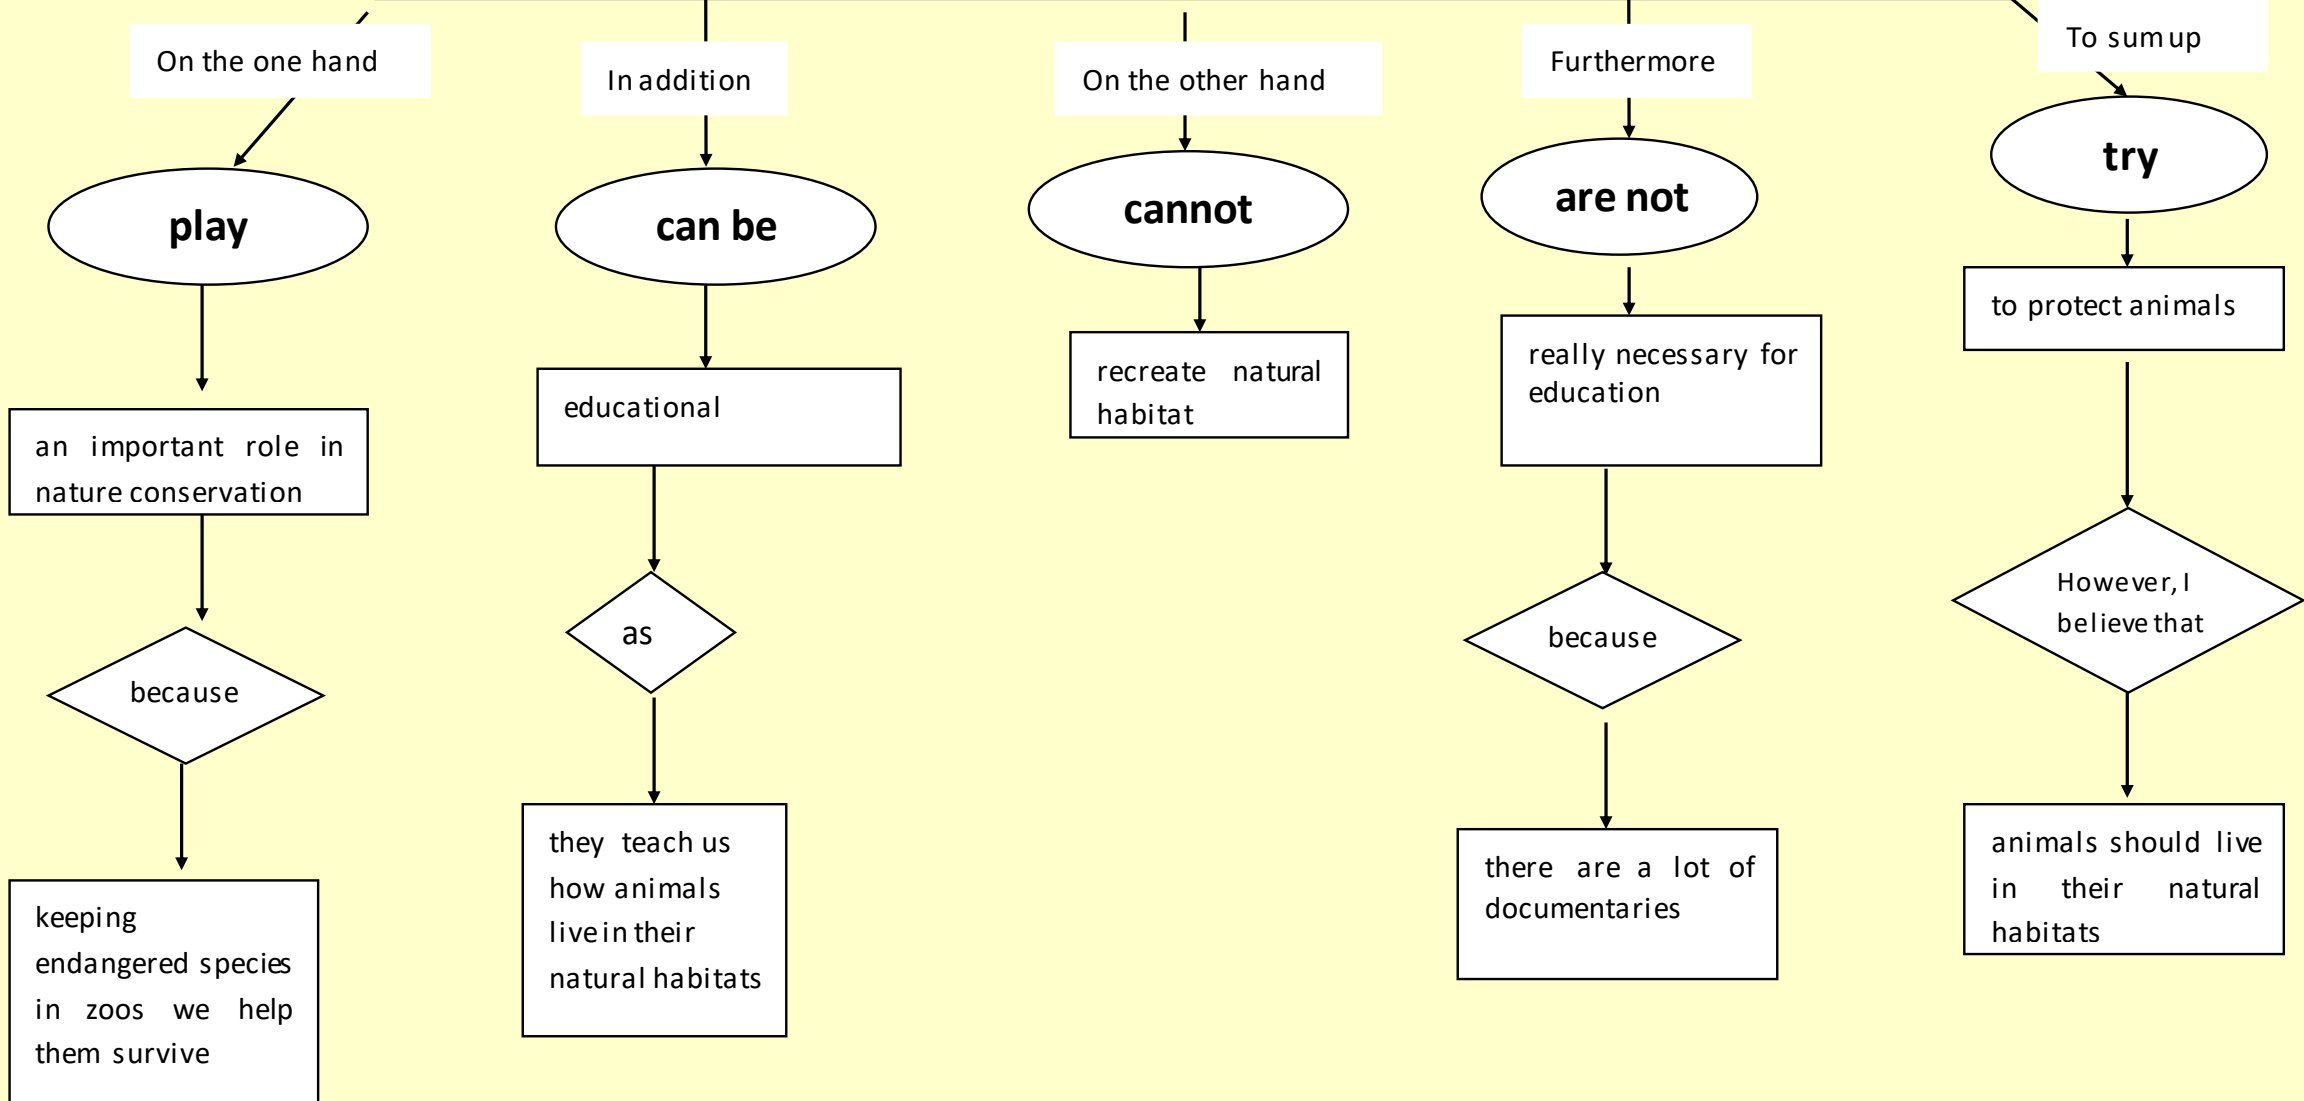 On the one hand
play
an important role in
nature conservation
because
keeping
endangered species
in zoos we help
them survive
In addition
can be
educational
as
they teach us
how animals
live in their
natural habitats
On the other hand
cannot
recreate natural
habitat
Furthermore
are not
really necessary for
education
because
there are a lot of
documentaries
To sum up
try
to protect animals
However, I
believe that
animals should live
in their natural
habitats